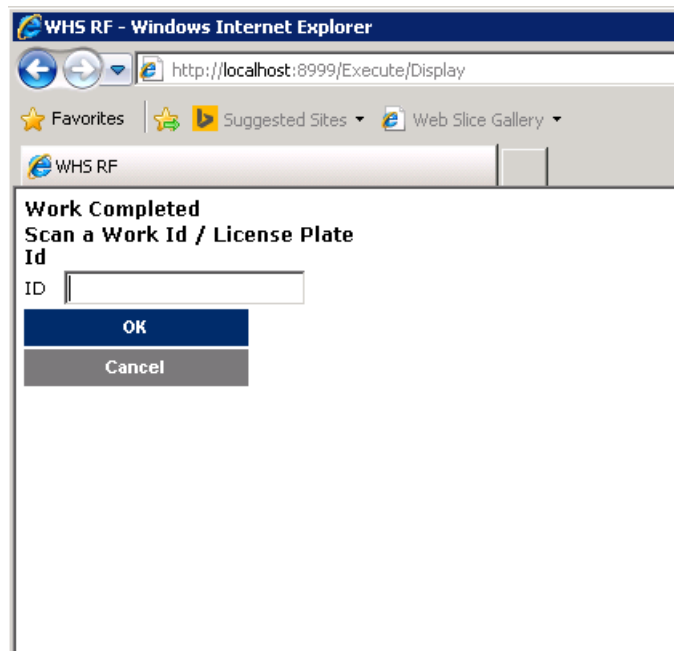 WHS RF - Windows Internet Explorer
http://localhost:8999/Execute/Display
Favorites Suggested Sites Web Slice Gallery
WHS RF
Work Completed
Scan a Work Id / License Plate
Id
ID
OK
Cancel